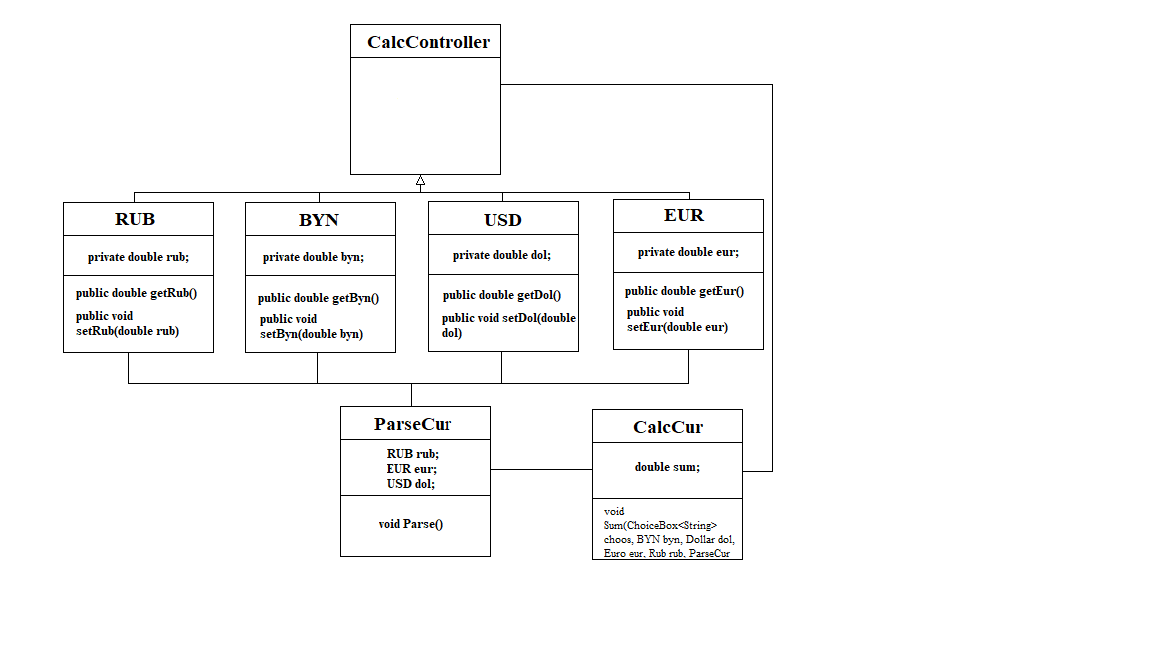 CalcController
RUB
private double rub;
public double getRub()
public void
setRub(double rub)
BYN
private double byn;
public double getByn()
public void
setByn(double byn)
USD
private double dol;
public double getDol()
public void setDol(double
dol)
EUR
private double eur;
public double getEur()
public void
setEur(double eur)
ParseCur
RUB rub;
EUR eur;
USD dol;
void Parse()
CalcCur
double sum;
void
Sum(ChoiceBox<String>
choos, BYN byn, Dollar dol,
Euro eur, Rub rub, ParseCur